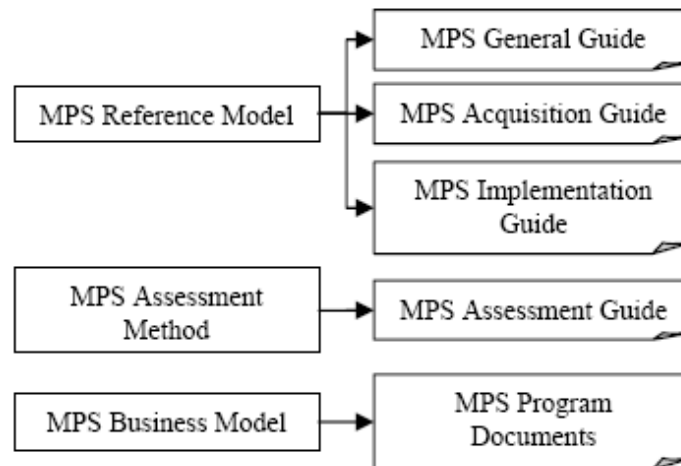 MPS General Guide
MPS Reference Model
MPS Acquisition Guide
MPS Implementation
Guide
MPS Assessment
Method
MPS Assessment Guide
MPS Business Model
MPS Program
Documents